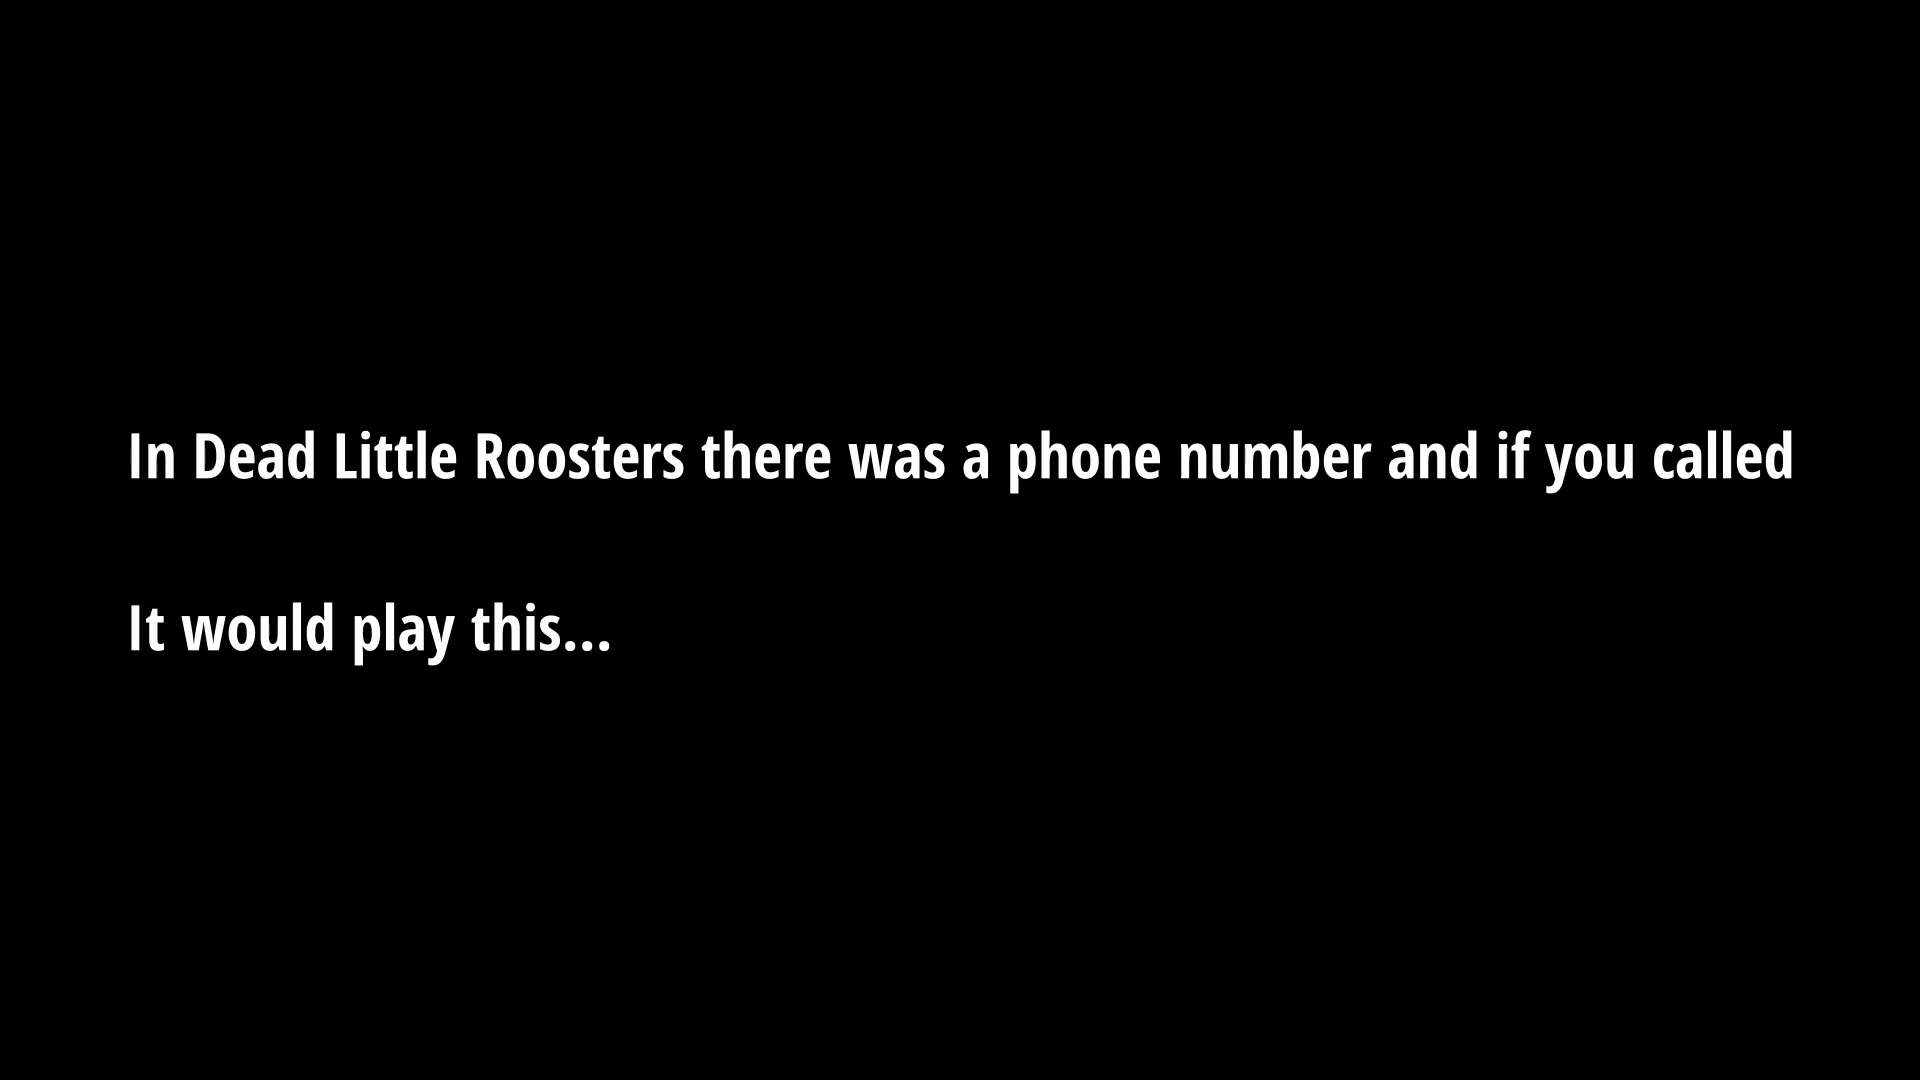 In Dead Little Roosters there was a phone number and if you called
It would play this...